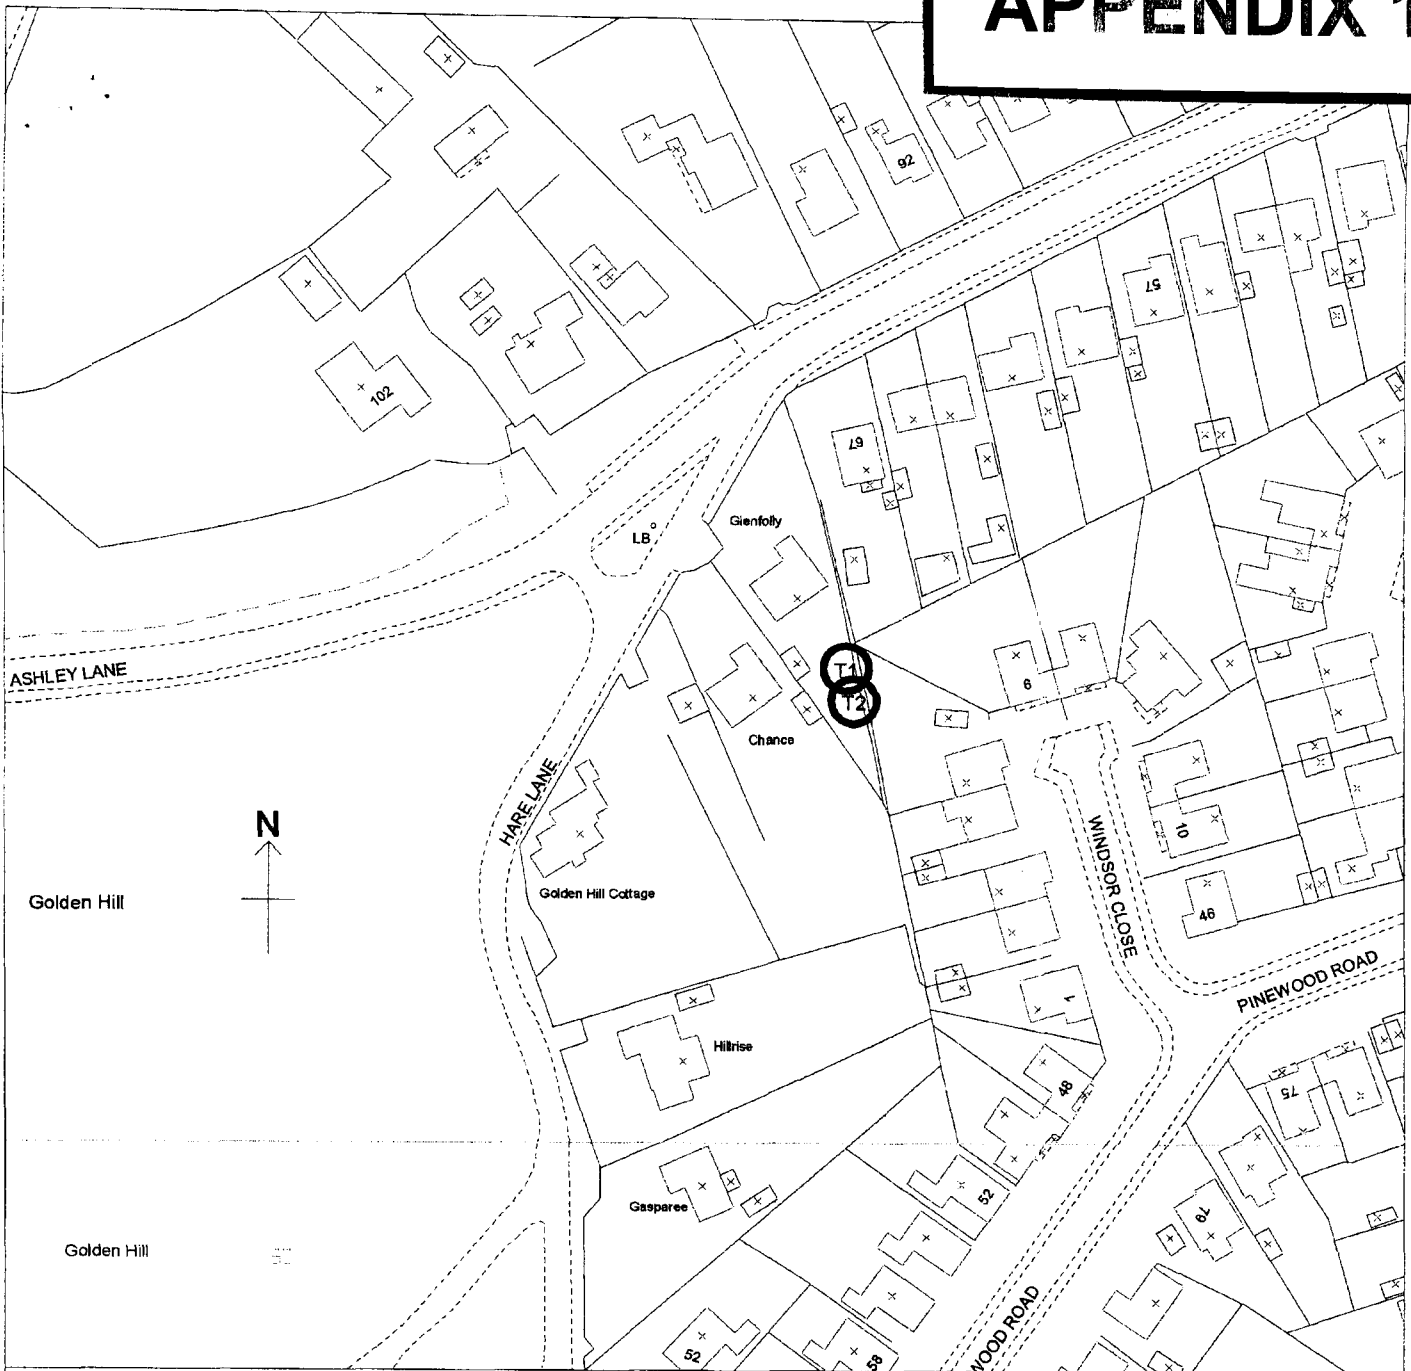 APPENDIX 1
92
57
102
67
LB
Glenfolly
ASHLEY LANE
T1
T2
6
Chance
HARE LANE
N
WINDSOR CLOSE
10
Golden Hill
Golden Hill Cottage
46
PINEWOOD ROAD
1
Hillrise
48
75
52
Gasparee
79
Golden Hill
WOOD ROAD
52
58